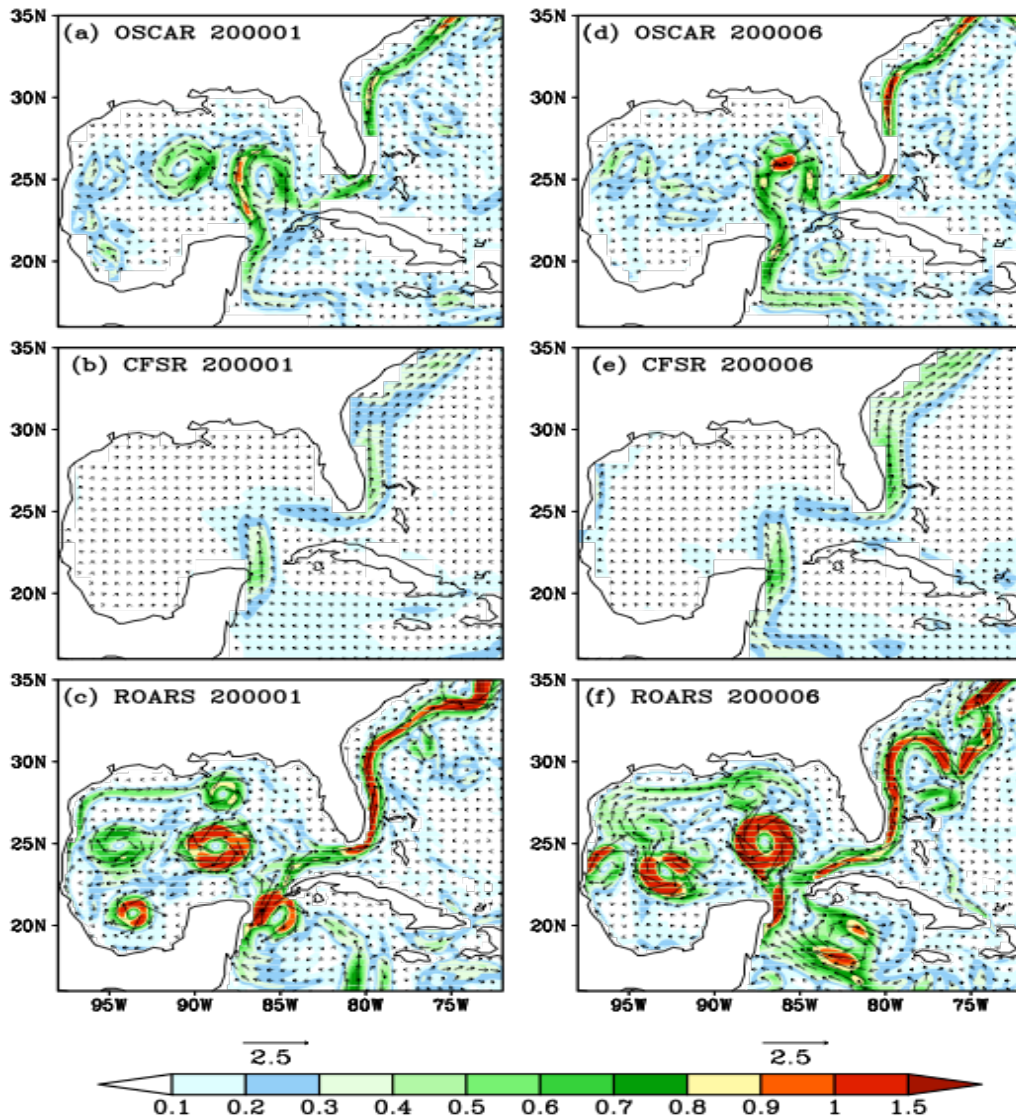 35N
(a) OSCAR 200001
(d) OSCAR 200006
30N
25N
20N
35N
30N
25N
20N
35N
(b) CFSR 200001
(e) CFSR 200006
30N
25N
20N
35N
30N
25N
20N
35N
(c) ROARS 200001
(f) ROARS 200006
30N
25N
20N
35N
30N
25N
20N
95W 90W 85W 80W 75W
95W 90W 85W 80W 75W
2.5
2.5
0.1 0.2 0.3 0.4 0.5 0.6 0.7 0.8 0.9 1 1.5